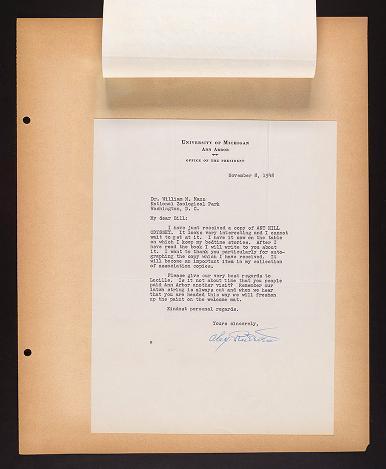 UNIVERSITY OF MICHIGAN
ANN ARBOR
OFFICE OF THE PRESIDENT
November 8, 1948
Dr. William M. Mann
National Zoological Park
Washington, D. C.
My dear Bill:
I have just received a copy of ANT HILL
ODYSSEY. It looks very interesting and I cannot
wait to get at it. I have it now on the table
on which I keep my bedtime stories. After I
have read the book I will write to you about
it. I want to thank you particularly for auto-
graphing the copy which I have received. It
will become an important item in my collection
of association copies.
Please give our very best regards to
Lucille. Is it not about time that you people
paid Ann Arbor another visit? Remember our
latch string is always out and when we hear
that you are headed this way we will freshen
up the paint on the welcome mat.
Kindest personal regards.
Yours sincerely,